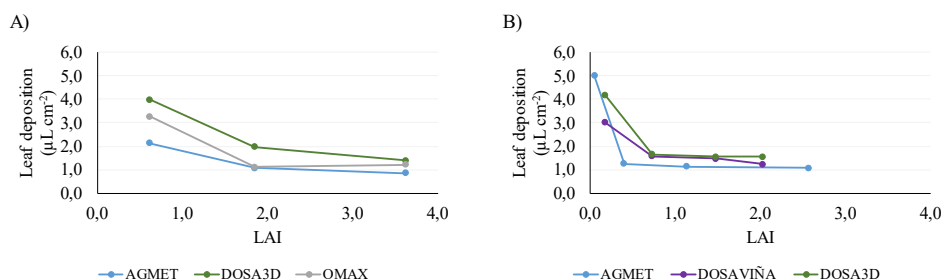 A)
Leaf deposition
(µL cm⁻²)
6,0
5,0
4,0
3,0
2,0
1,0
0,0
0,0 1,0 2,0 3,0 4,0
LAI
AGMET DOSA3D OMAX
B)
Leaf deposition
(µL cm⁻²)
6,0
5,0
4,0
3,0
2,0
1,0
0,0
0,0 1,0 2,0 3,0 4,0
LAI
AGMET DOSAVIÑA DOSA3D